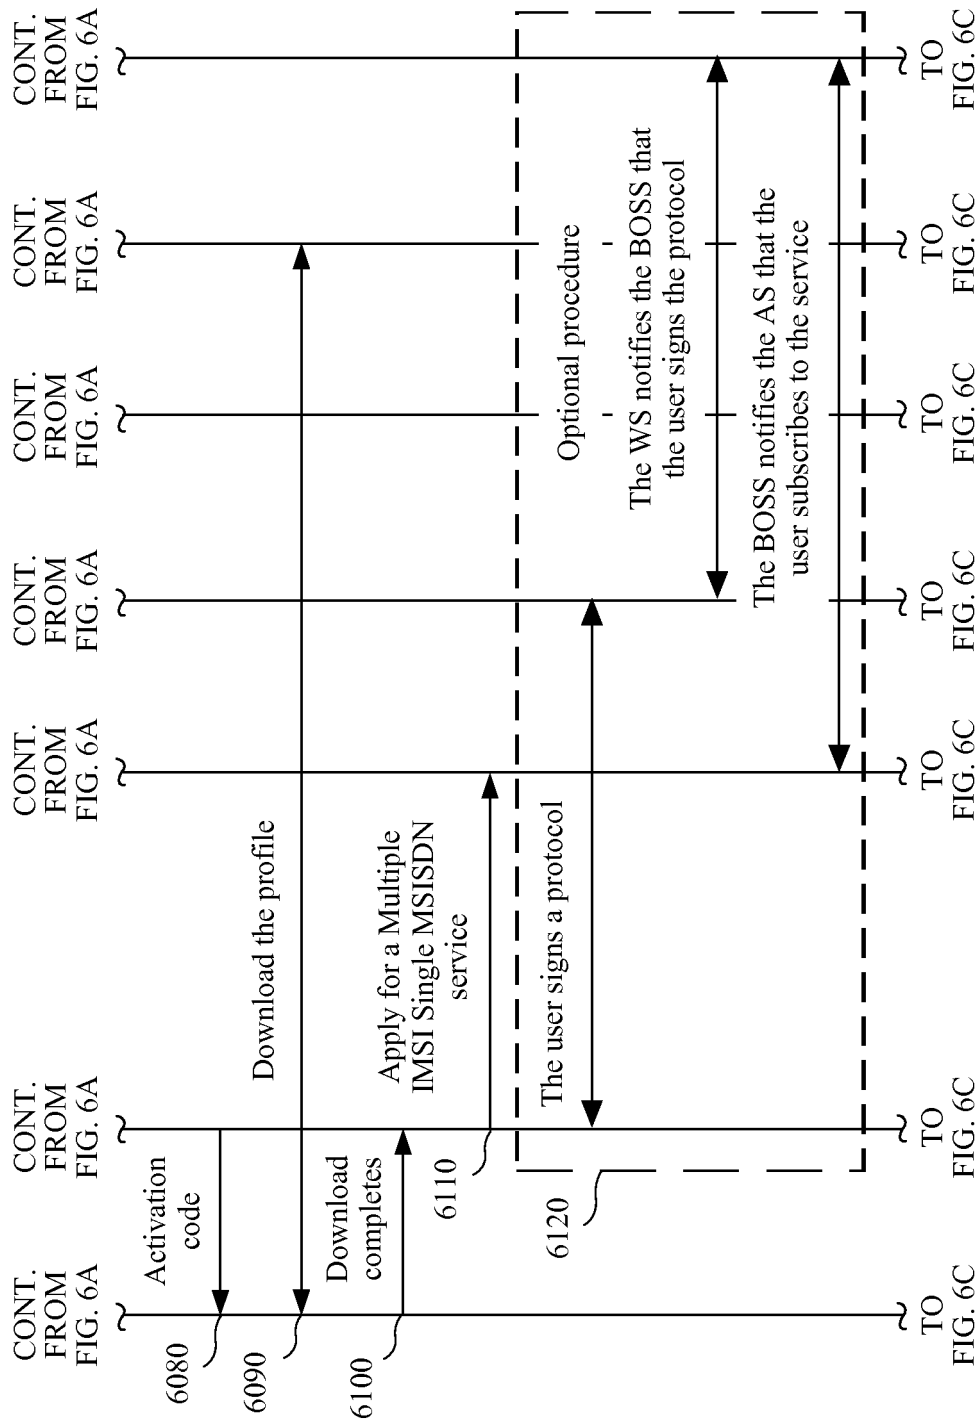 CONT.
FROM
FIG. 6A
CONT.
FROM
FIG. 6A
CONT.
FROM
FIG. 6A
CONT.
FROM
FIG. 6A
CONT.
FROM
FIG. 6A
CONT.
FROM
FIG. 6A
CONT.
FROM
FIG. 6A
6080
Activation
code
6090
Download the profile
6100
Download
completes
6110
Apply for a Multiple
IMSI Single MSISDN
service
6120
Optional procedure
The user signs a protocol
The WS notifies the BOSS that
the user signs the protocol
The BOSS notifies the AS that the
user subscribes to the service
TO
FIG. 6C
TO
FIG. 6C
TO
FIG. 6C
TO
FIG. 6C
TO
FIG. 6C
TO
FIG. 6C
TO
FIG. 6C